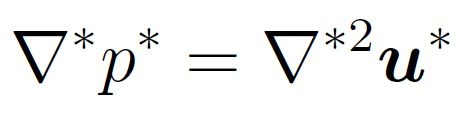 ∇*p* = ∇*²𝒖*